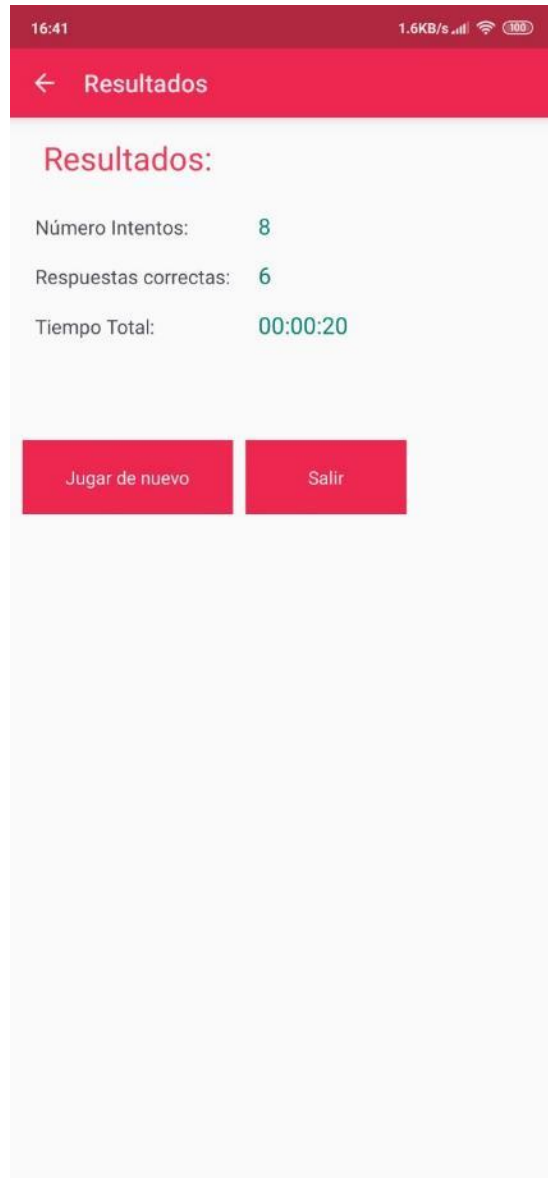 16:41 1.6KB/s 100
Resultados
Resultados:
Número Intentos: 8
Respuestas correctas: 6
Tiempo Total: 00:00:20
Jugar de nuevo Salir